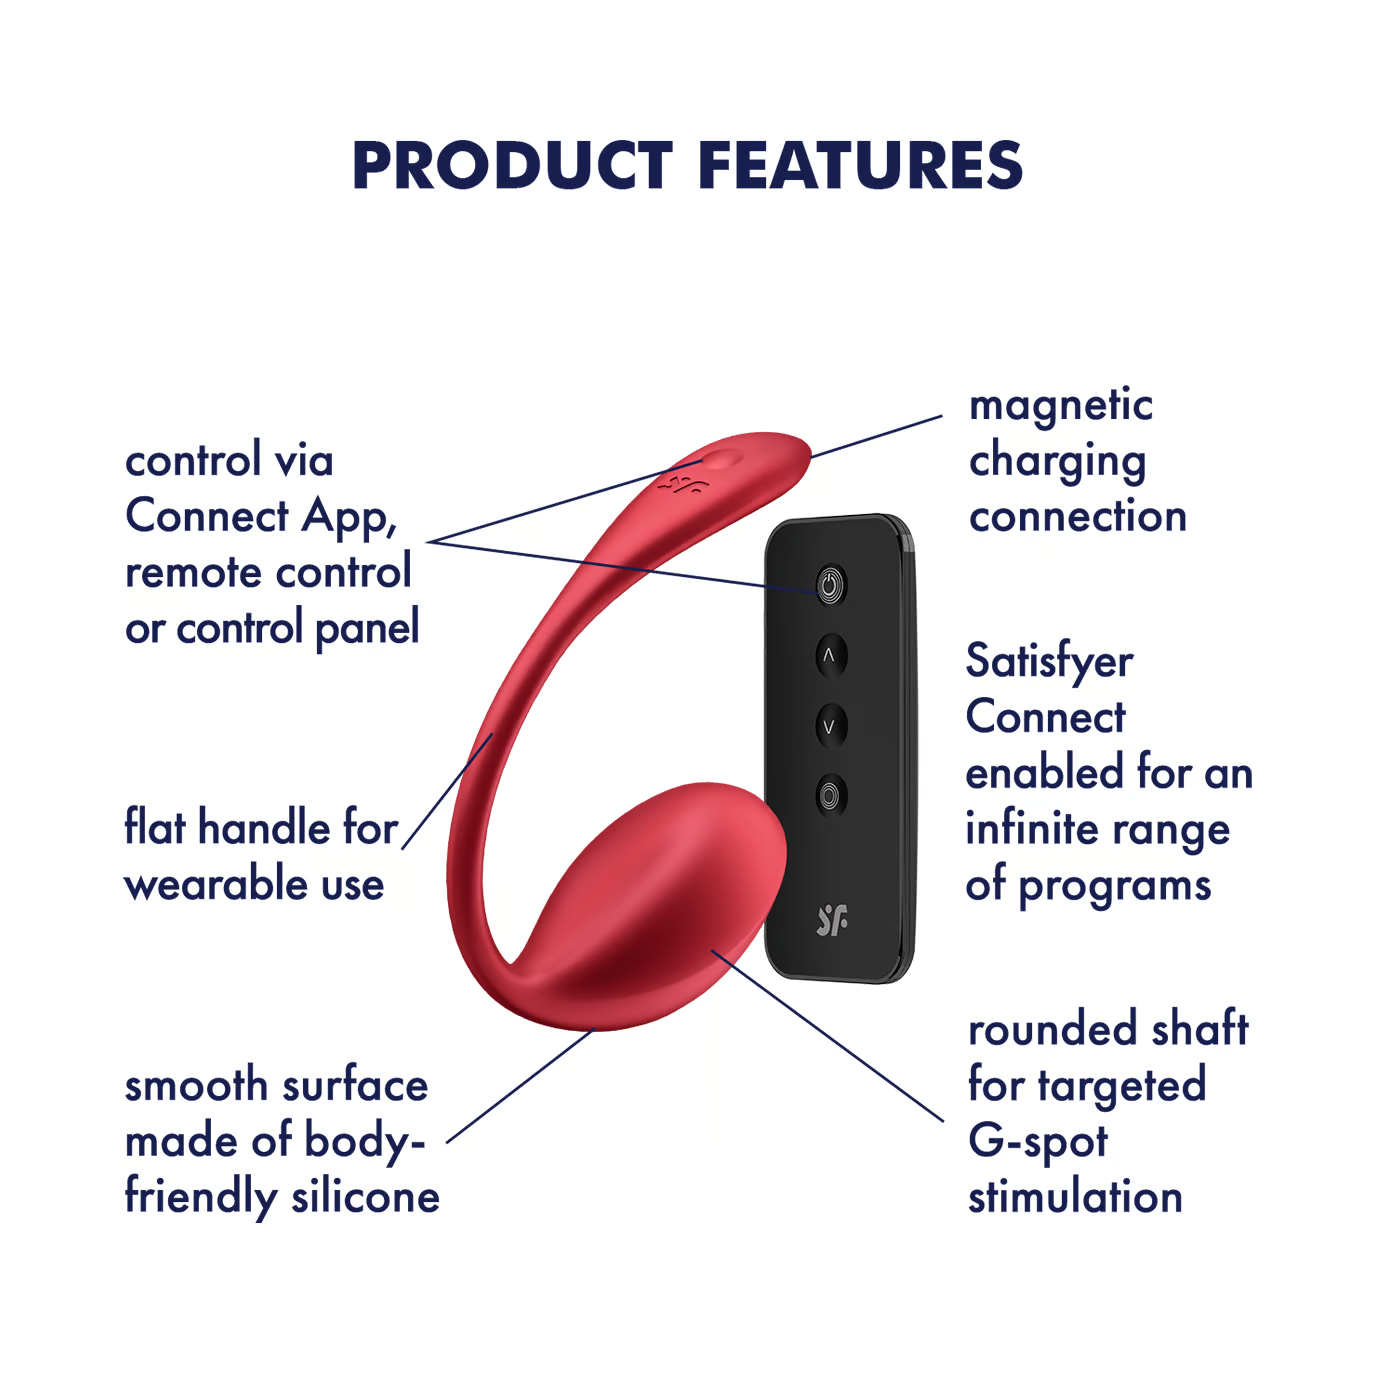 PRODUCT FEATURES
control via
Connect App,
remote control
or control panel
flat handle for
wearable use
smooth surface
made of body-
friendly silicone
magnetic
charging
connection
Satisfyer
Connect
enabled for an
infinite range
of programs
rounded shaft
for targeted
G-spot
stimulation
SF
SF